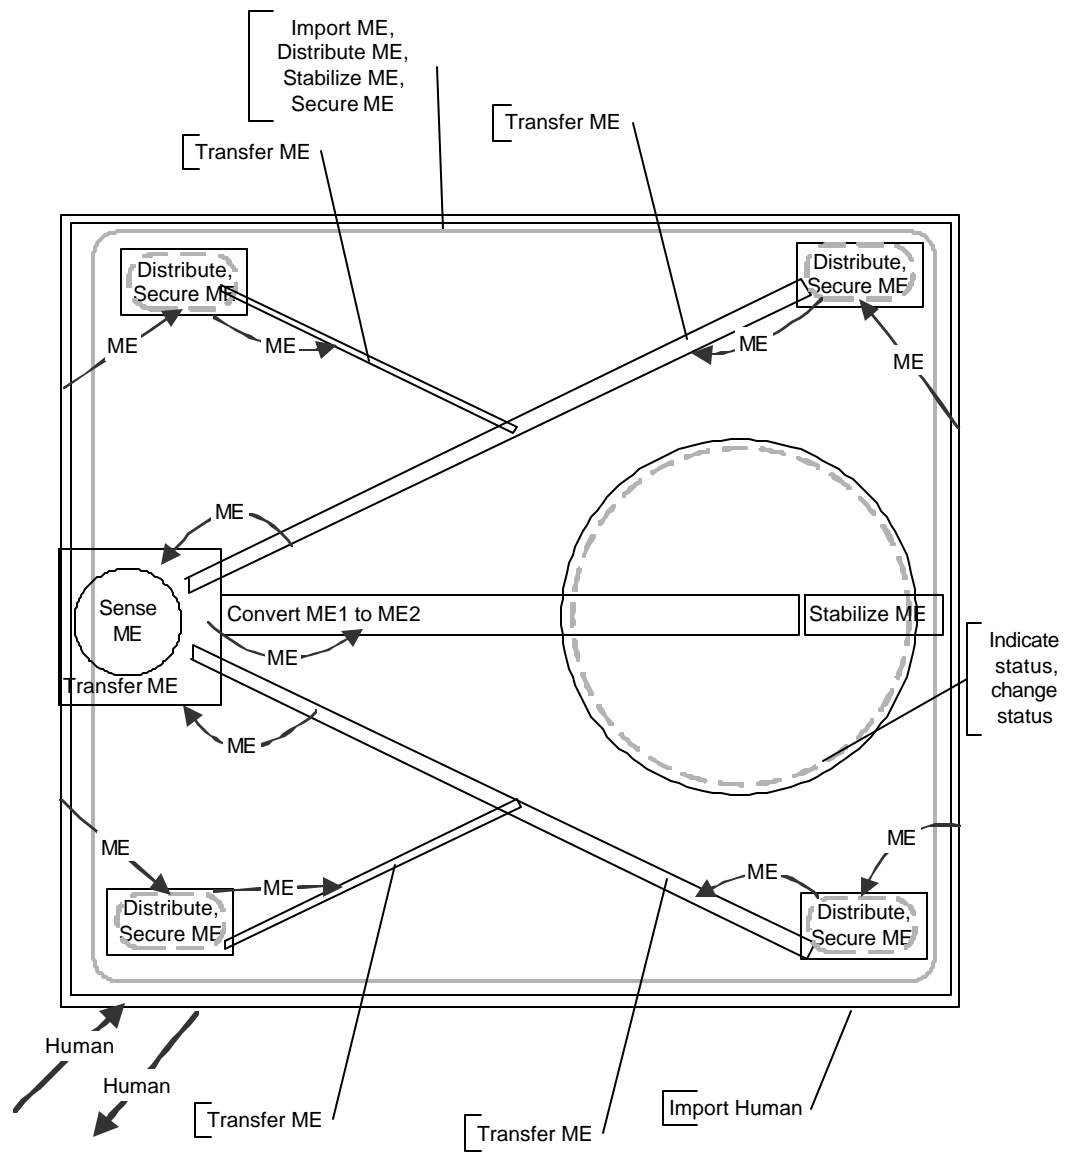 Import ME,
Distribute ME,
Stabilize ME,
Secure ME
Transfer ME
Transfer ME
Distribute,
Secure ME
Distribute,
Secure ME
ME
ME
ME
ME
ME
Sense
ME
Transfer ME
Convert ME1 to ME2
Stabilize ME
ME
Indicate
status,
change
status
ME
ME
ME
ME
ME
Distribute,
Secure ME
Distribute,
Secure ME
Human
Human
Transfer ME
Transfer ME
Import Human